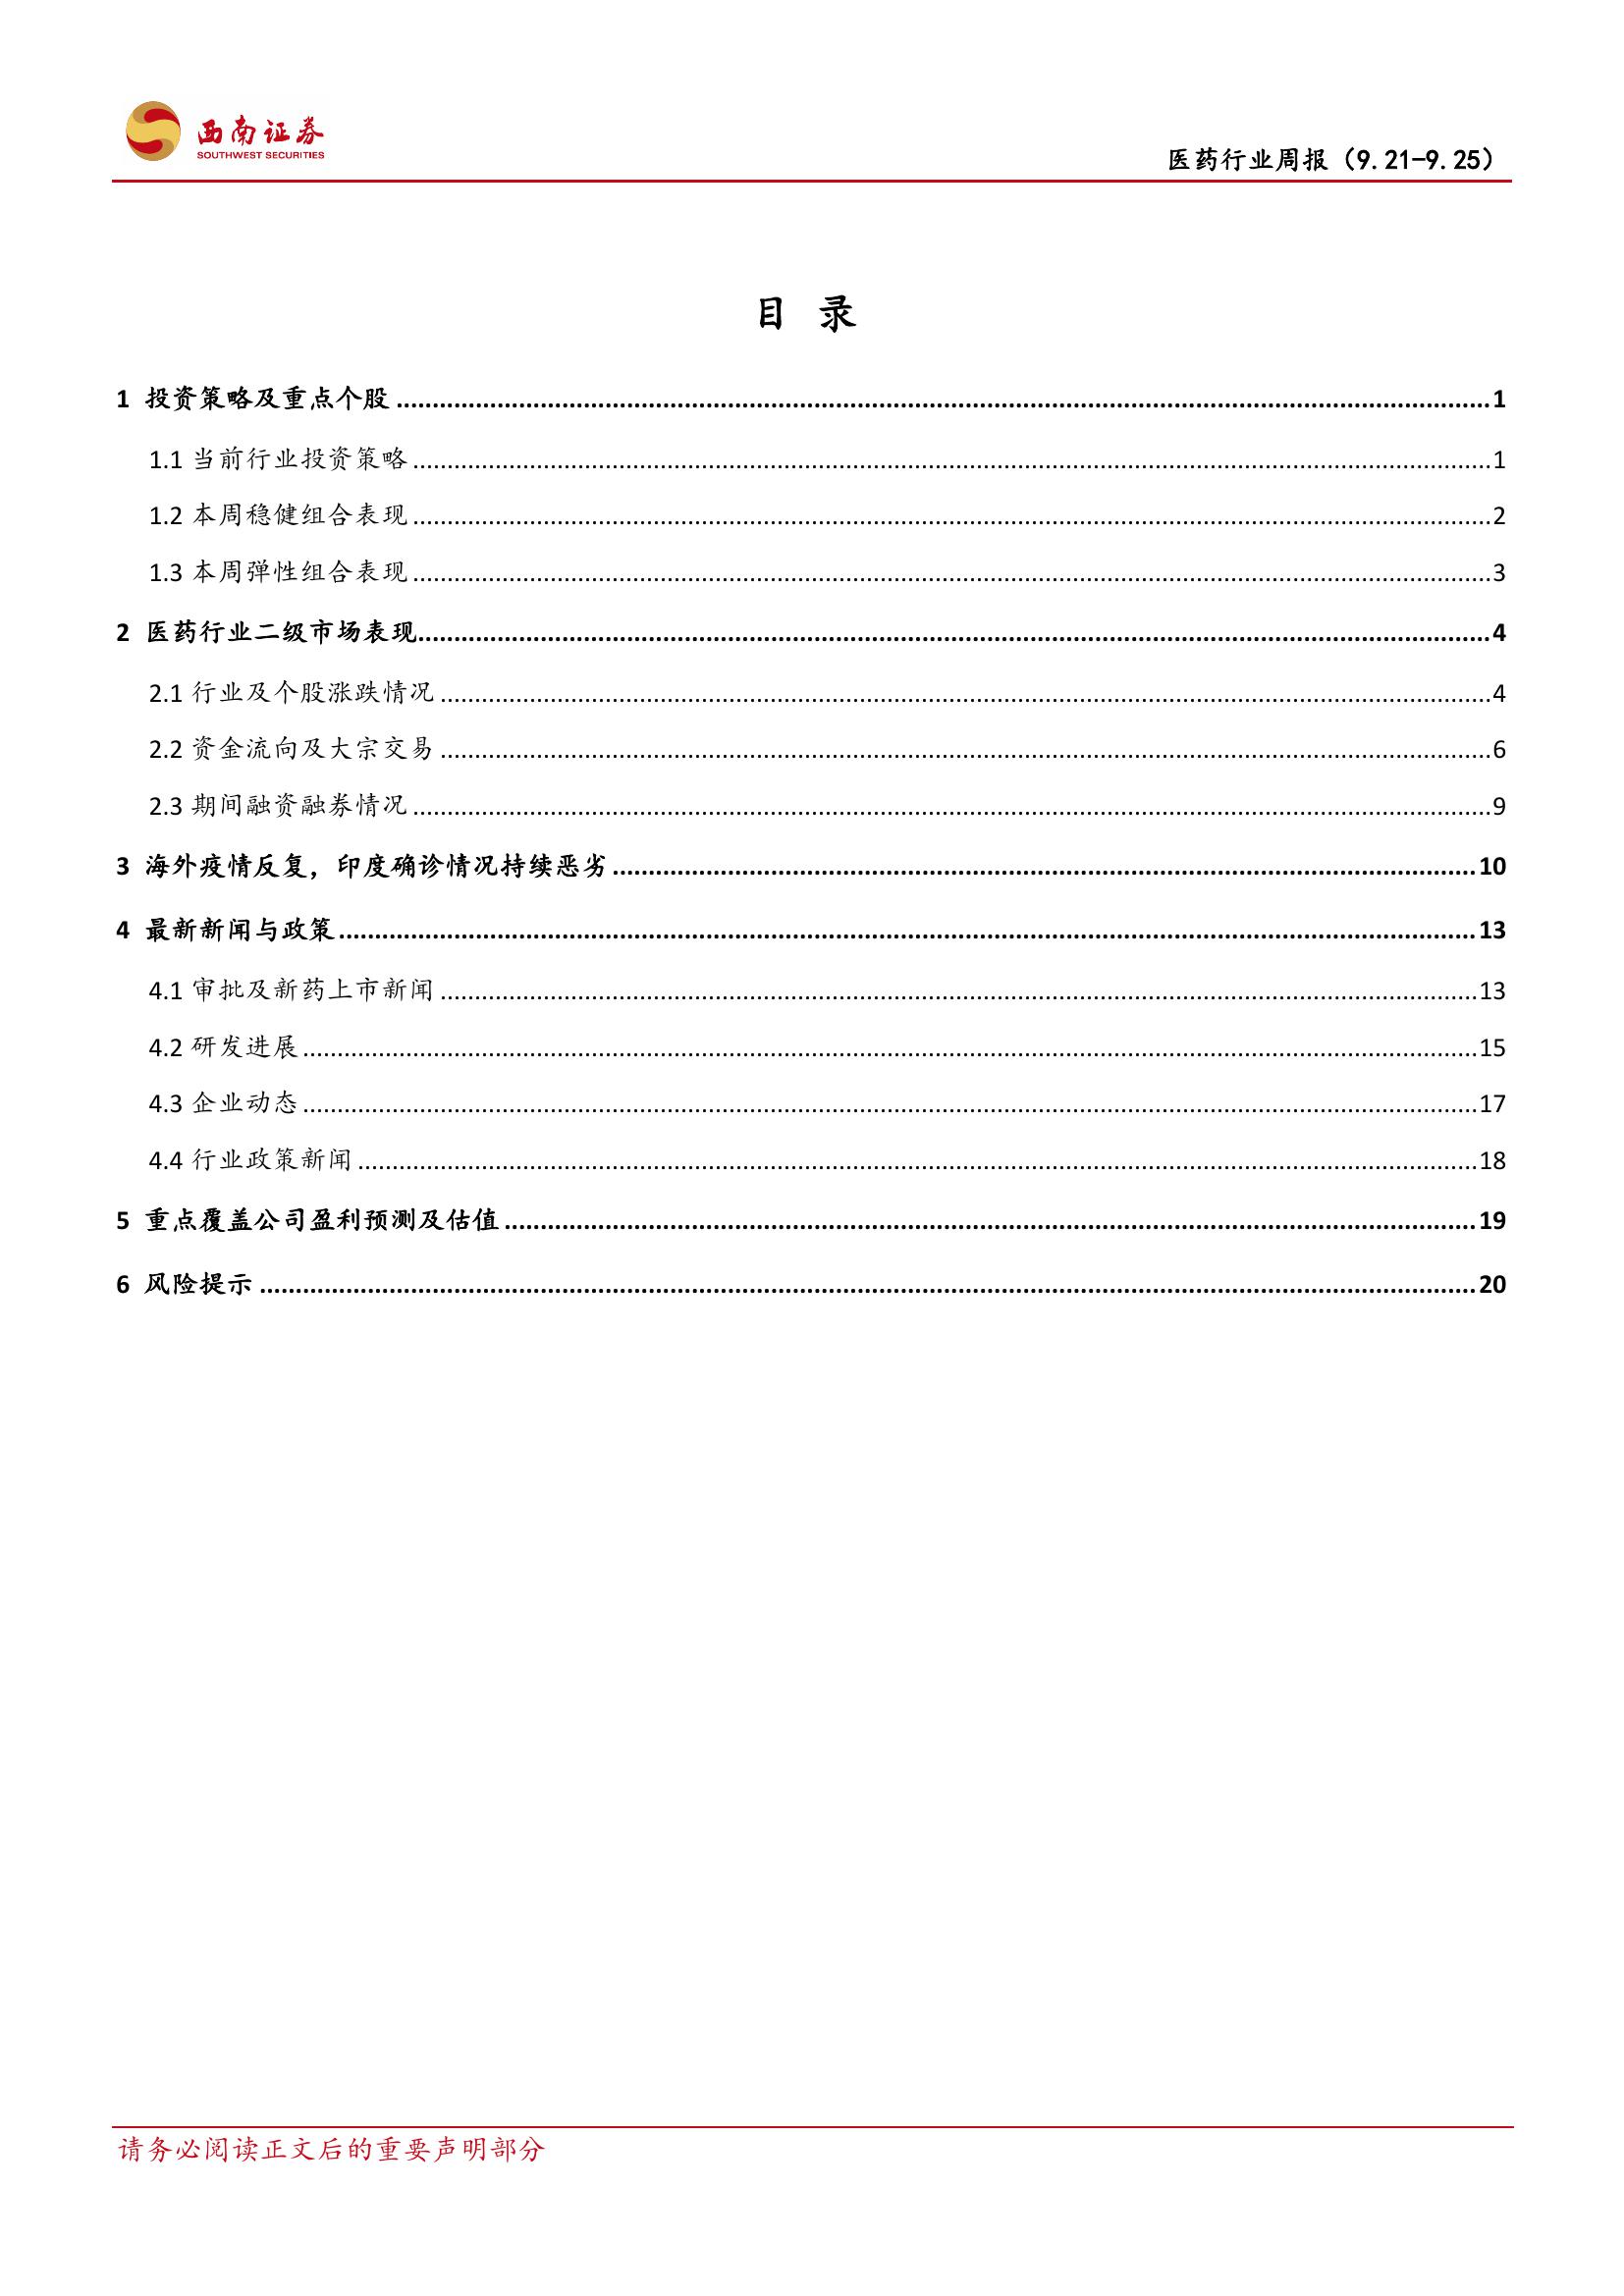 西南证券
SOUTHWEST SECURITIES
医药行业周报（9.21-9.25）
目 录
1 投资策略及重点个股 ........ 1
1.1 当前行业投资策略 ........ 1
1.2 本周稳健组合表现 ........ 2
1.3 本周弹性组合表现 ........ 3
2 医药行业二级市场表现 ........ 4
2.1 行业及个股涨跌情况 ........ 4
2.2 资金流向及大宗交易 ........ 6
2.3 期间融资融券情况 ........ 9
3 海外疫情反复，印度确诊情况持续恶劣 ........ 10
4 最新新闻与政策 ........ 13
4.1 审批及新药上市新闻 ........ 13
4.2 研发进展 ........ 15
4.3 企业动态 ........ 17
4.4 行业政策新闻 ........ 18
5 重点覆盖公司盈利预测及估值 ........ 19
6 风险提示 ........ 20
请务必阅读正文后的重要声明部分